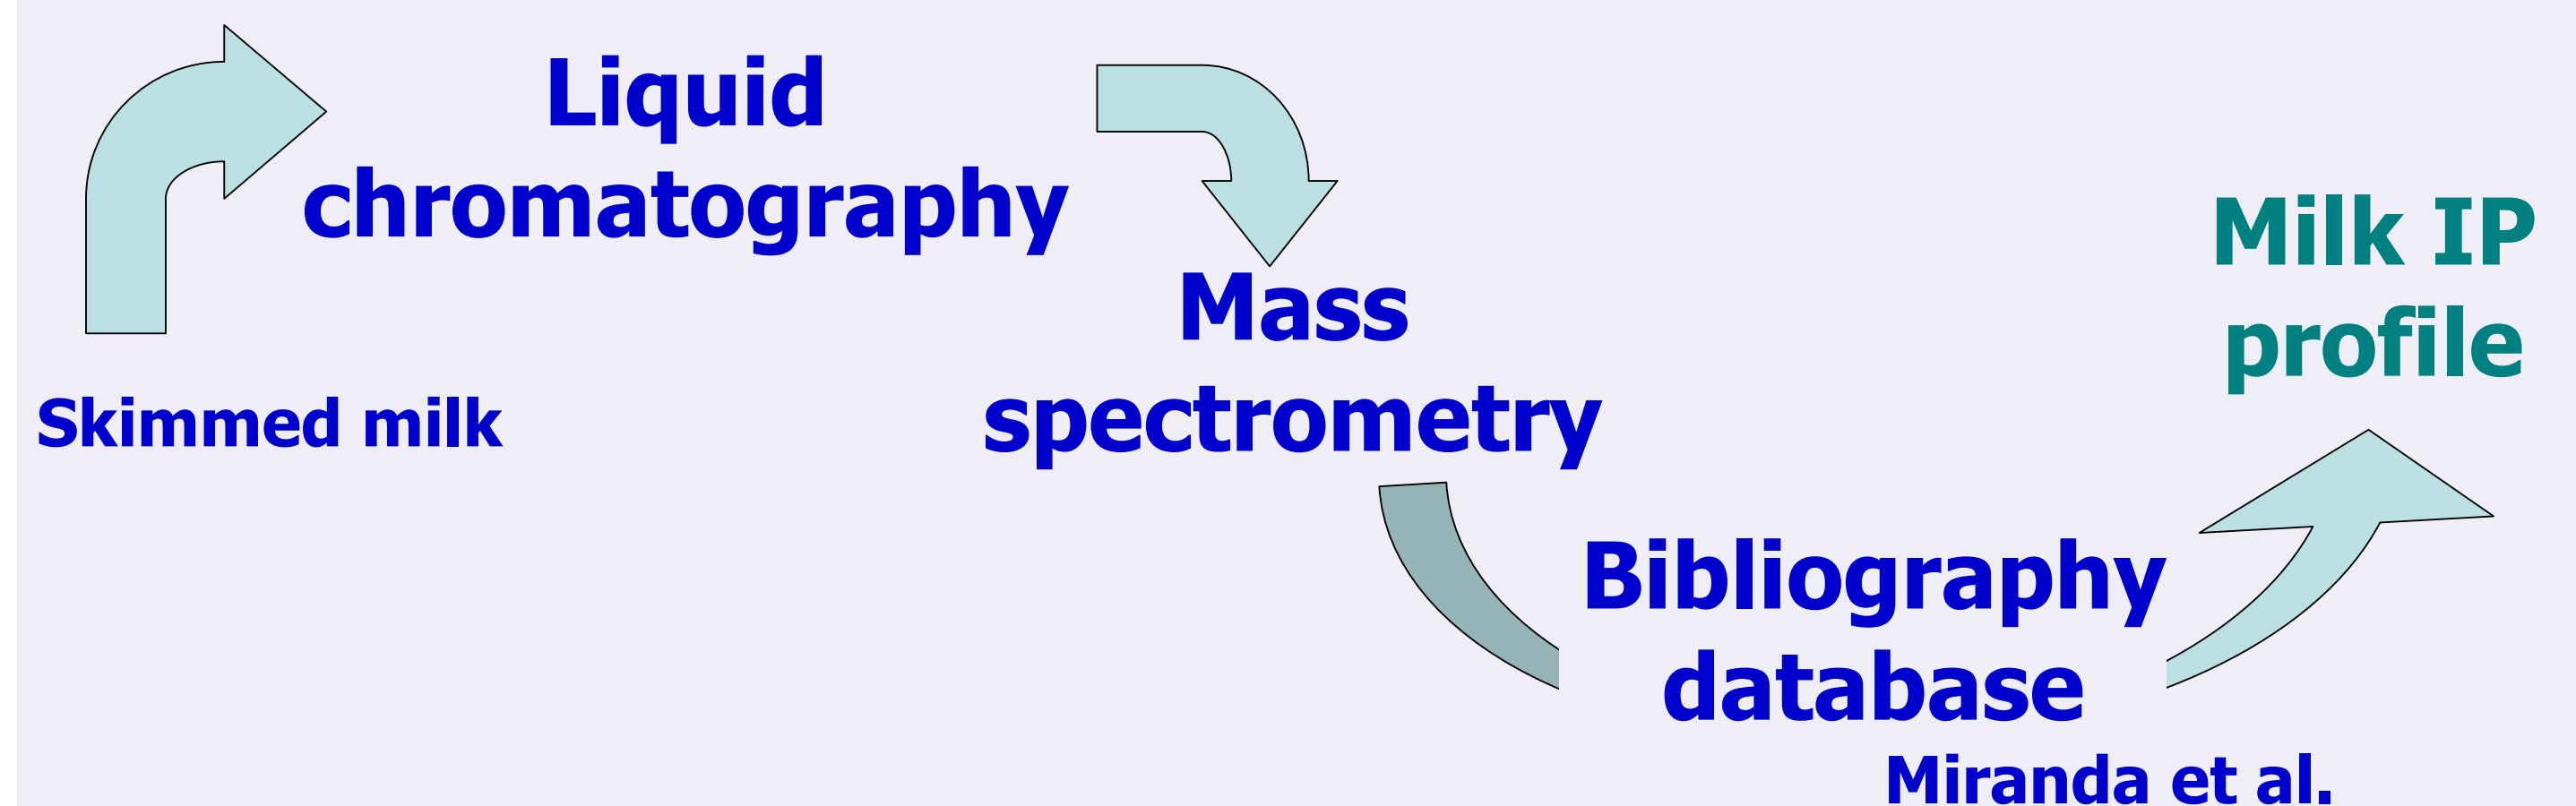 Skimmed milk
Liquid
chromatography
Mass
spectrometry
Bibliography
database
Miranda et al.
Milk IP
profile